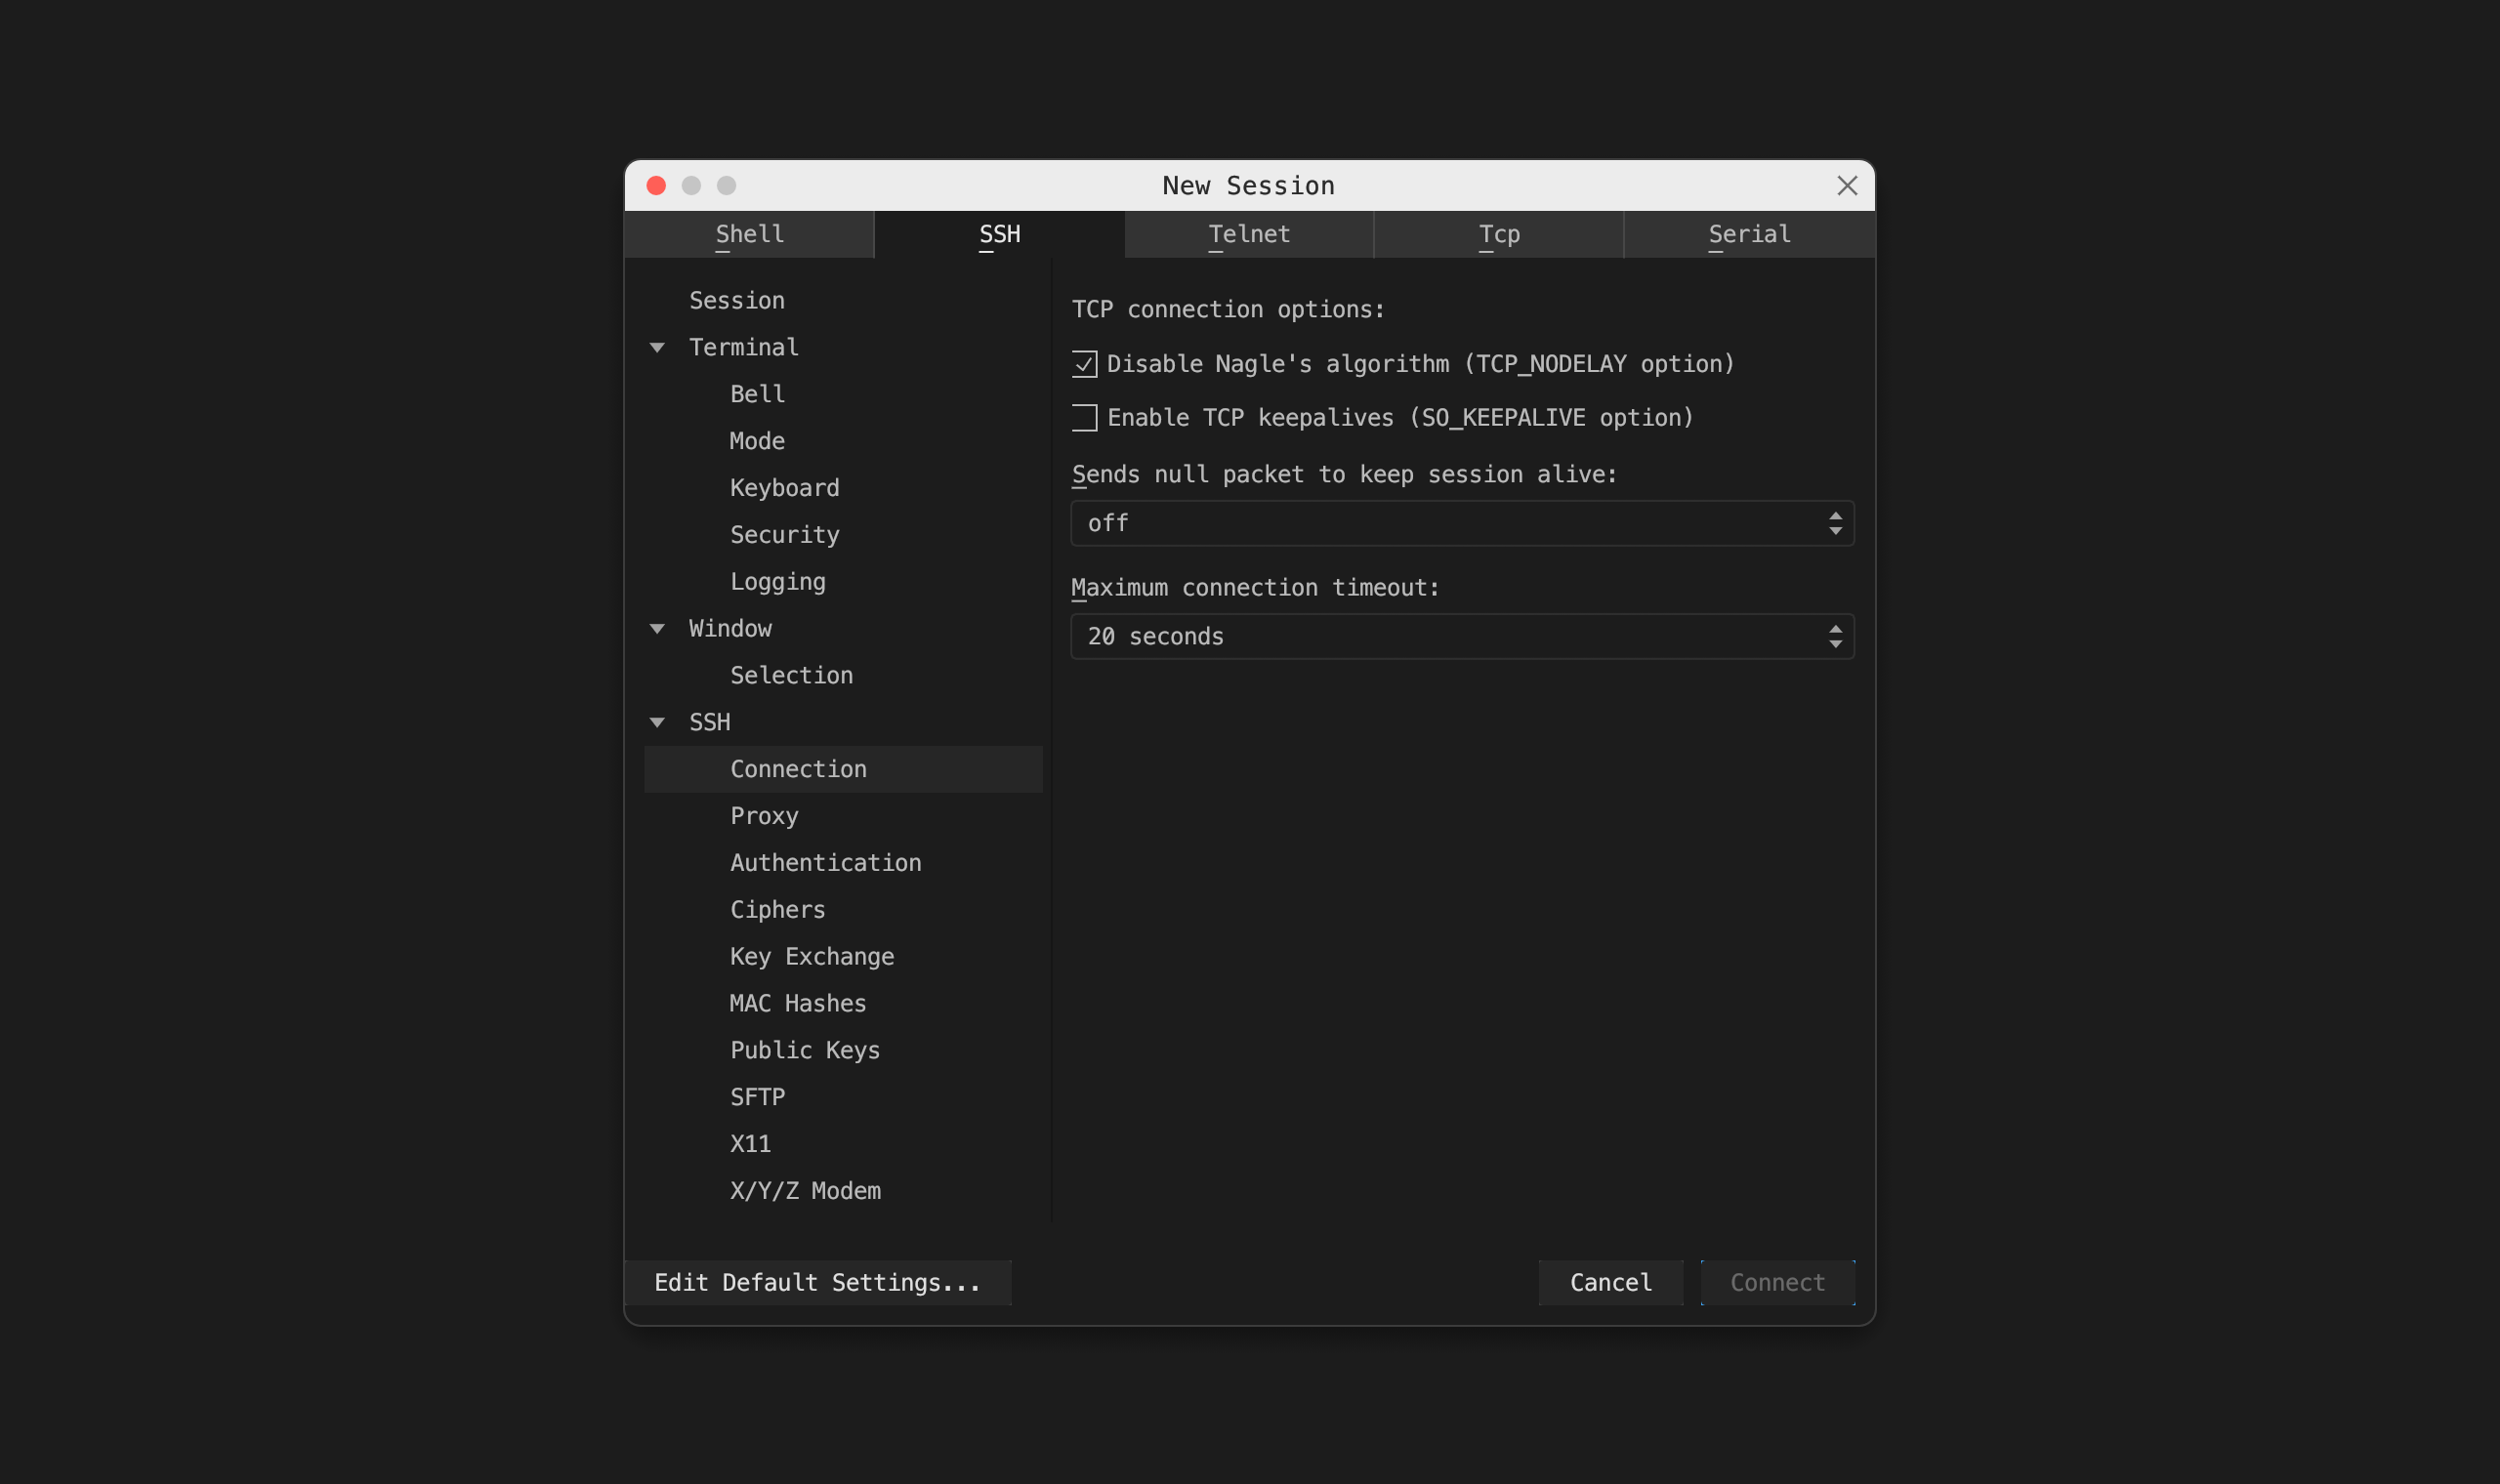 New Session
Shell SSH Telnet Tcp Serial
Session
Terminal
Bell
Mode
Keyboard
Security
Logging
Window
Selection
SSH
Connection
Proxy
Authentication
Ciphers
Key Exchange
MAC Hashes
Public Keys
SFTP
X11
X/Y/Z Modem
TCP connection options:
Disable Nagle's algorithm (TCP_NODELAY option)
Enable TCP keepalives (SO_KEEPALIVE option)
Sends null packet to keep session alive:
off
Maximum connection timeout:
20 seconds
Edit Default Settings... Cancel Connect